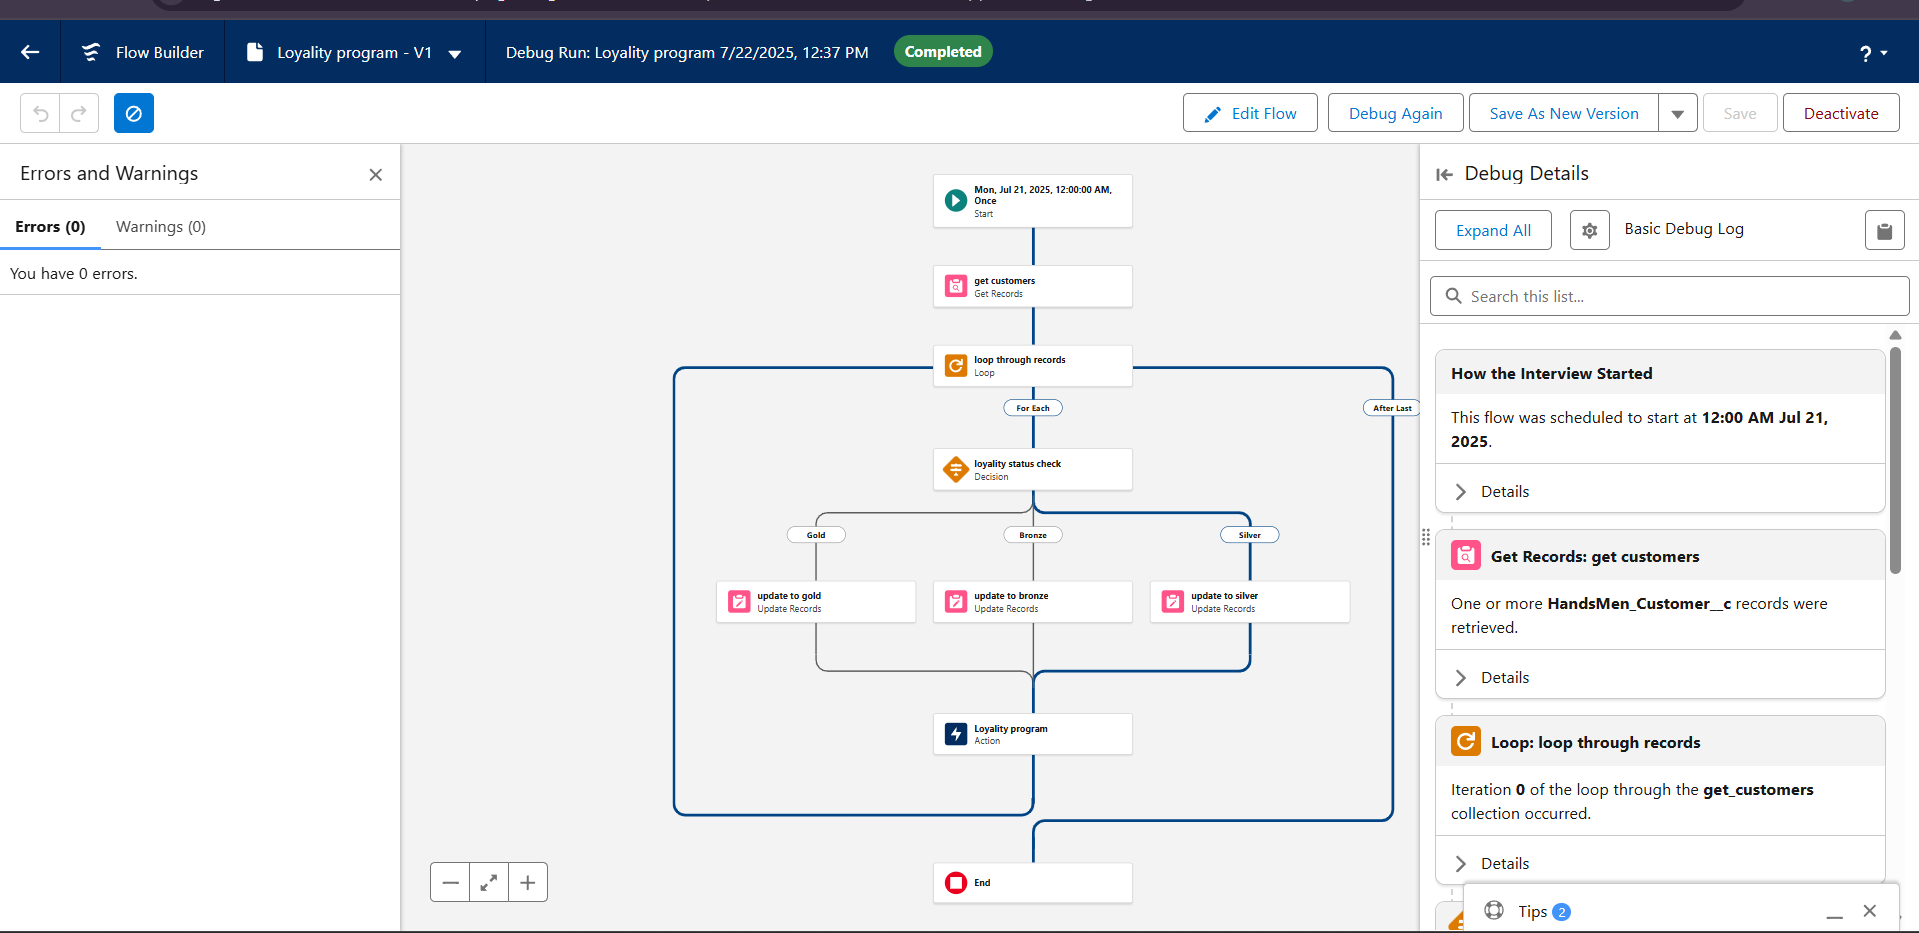 Flow Builder
Loyality program - V1
Debug Run: Loyality program 7/22/2025, 12:37 PM
Completed
?
Edit Flow
Debug Again
Save As New Version
Save
Deactivate
Errors and Warnings
Errors (0)
Warnings (0)
You have 0 errors.
Mon, Jul 21, 2025, 12:00:00 AM,
Once
Start
get customers
Get Records
loop through records
Loop
For Each
After Last
loyality status check
Decision
Gold
Bronze
Silver
update to gold
Update Records
update to bronze
Update Records
update to silver
Update Records
Loyality program
Action
End
Debug Details
Expand All
Basic Debug Log
Search this list...
How the Interview Started
This flow was scheduled to start at 12:00 AM Jul 21,
2025.
Details
Get Records: get customers
One or more HandsMen_Customer__c records were
retrieved.
Details
Loop: loop through records
Iteration 0 of the loop through the get_customers
collection occurred.
Details
Tips 2